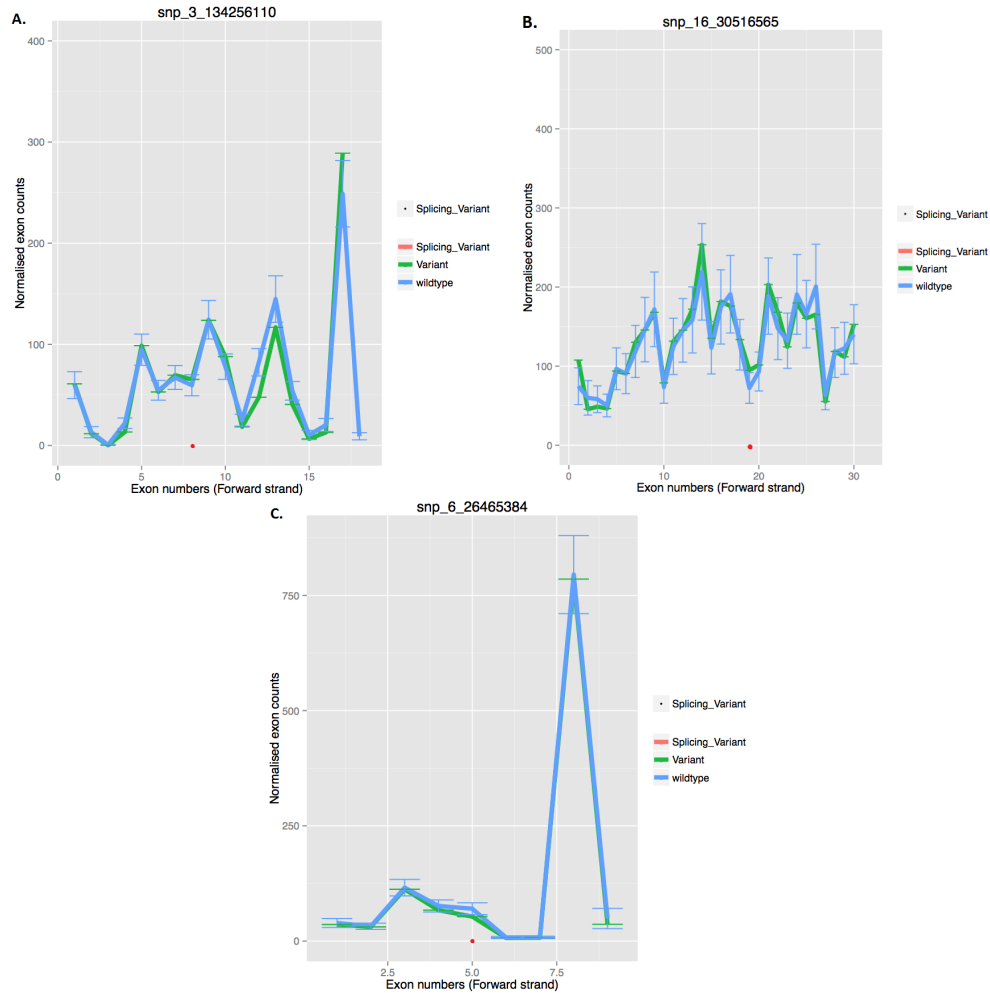 A.
snp_3_134256110
400
300
200
100
0
0
5
10
15
Normalised exon counts
Exon numbers (Forward strand)
Splicing_Variant
Splicing_Variant
Variant
wildtype
B.
snp_16_30516565
500
400
300
200
100
0
0
10
20
30
Normalised exon counts
Exon numbers (Forward strand)
Splicing_Variant
Splicing_Variant
Variant
wildtype
C.
snp_6_26465384
750
500
250
0
2.5
5.0
7.5
Normalised exon counts
Exon numbers (Forward strand)
Splicing_Variant
Splicing_Variant
Variant
wildtype